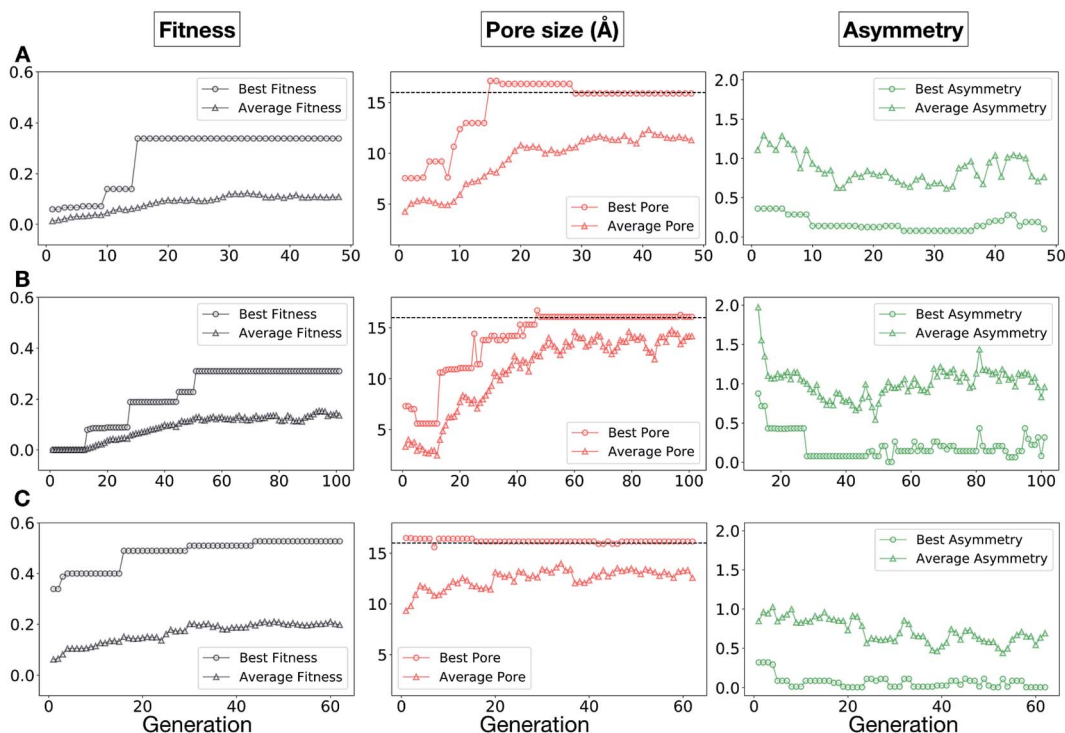 Fitness
Pore size (Å)
Asymmetry
A
0.6
0.4
0.2
0.0
0 10 20 30 40 50
Best Fitness
Average Fitness
15
10
5
0 10 20 30 40 50
Best Pore
Average Pore
2.0
1.5
1.0
0.5
0.0
0 10 20 30 40 50
Best Asymmetry
Average Asymmetry
B
0.6
0.4
0.2
0.0
0 20 40 60 80 100
Best Fitness
Average Fitness
15
10
5
0 20 40 60 80 100
Best Pore
Average Pore
2.0
1.5
1.0
0.5
0.0
20 40 60 80 100
Best Asymmetry
Average Asymmetry
C
0.6
0.4
0.2
0.0
0 20 40 60
Best Fitness
Average Fitness
Generation
15
10
5
0 20 40 60
Best Pore
Average Pore
Generation
2.0
1.5
1.0
0.5
0.0
0 20 40 60
Best Asymmetry
Average Asymmetry
Generation